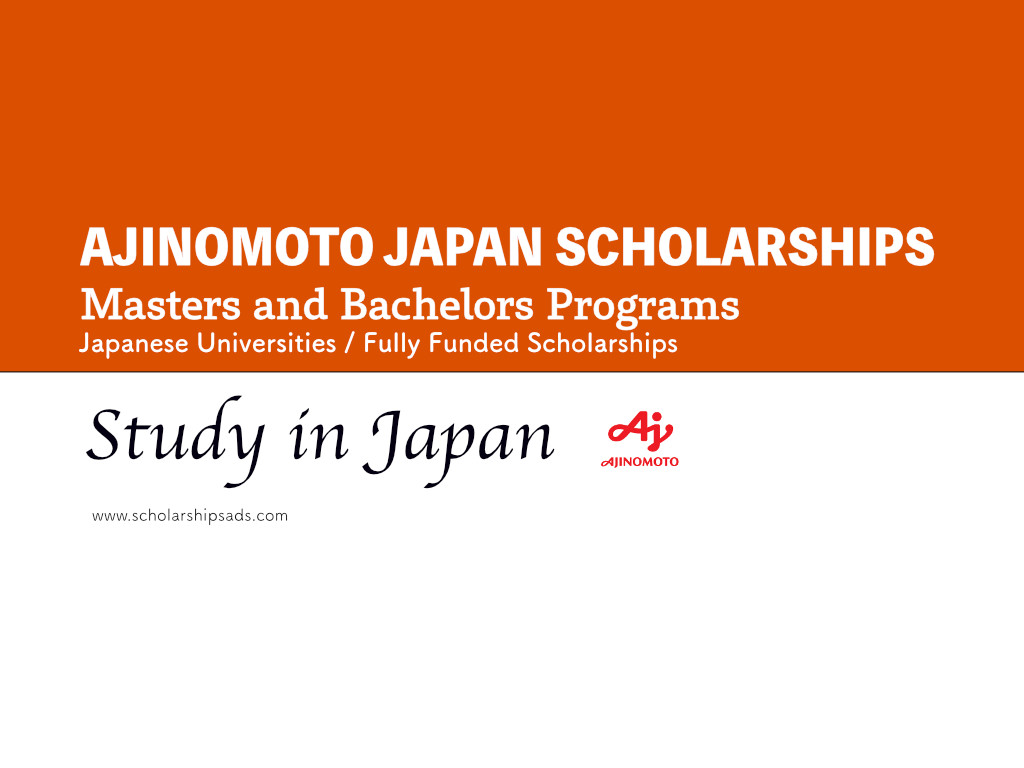 AJINOMOTO JAPAN SCHOLARSHIPS
Masters and Bachelors Programs
Japanese Universities / Fully Funded Scholarships
Study in Japan
Aj
AJINOMOTO
www.scholarshipsads.com